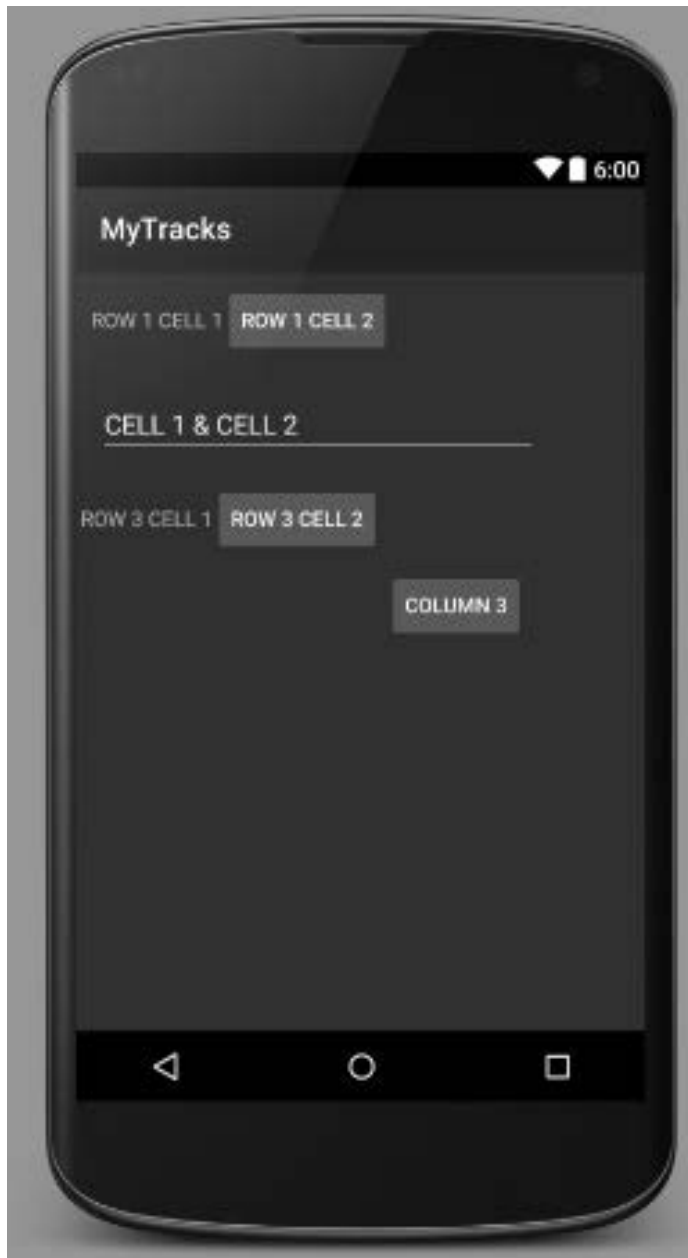 6:00
MyTracks
ROW 1 CELL 1 ROW 1 CELL 2
CELL 1 & CELL 2
ROW 3 CELL 1 ROW 3 CELL 2
COLUMN 3